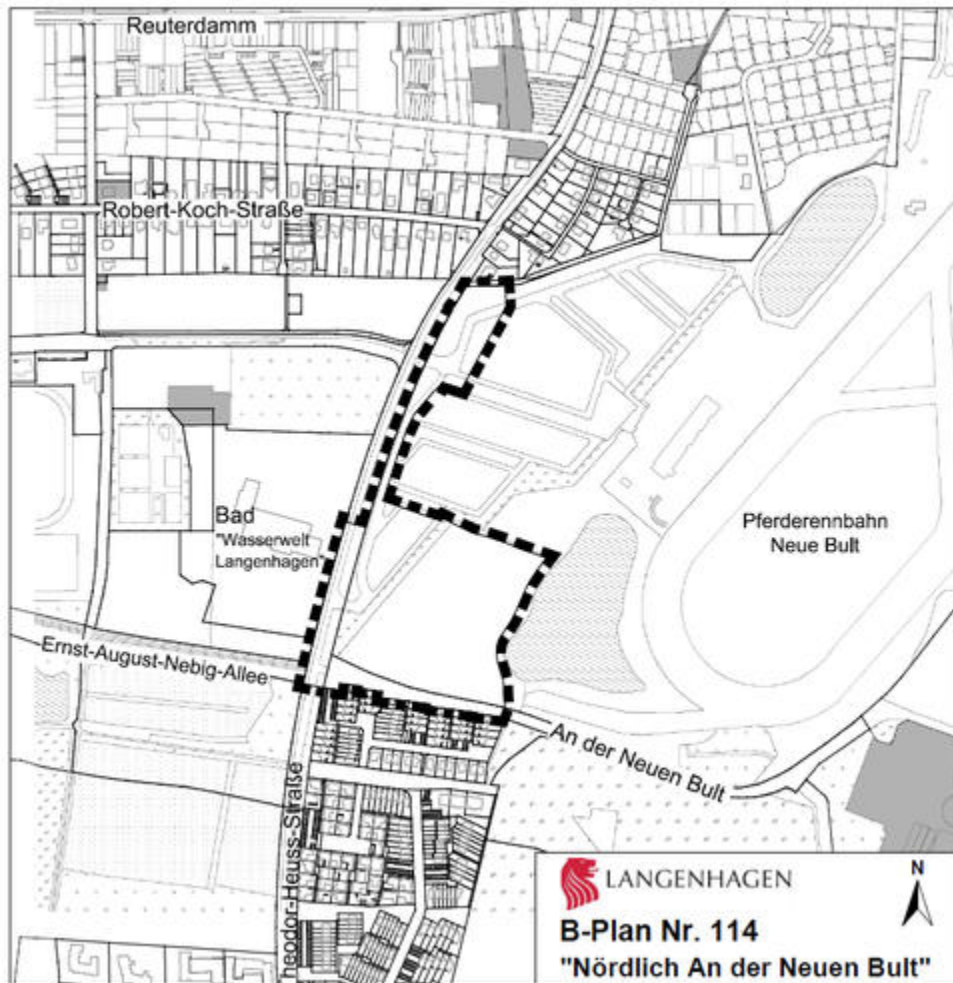 Reuterdamm
Robert-Koch-Straße
Pferderennbahn
Neue Bult
Bad
"Wasserwelt
Langenhagen"
Ernst-August-Nebig-Allee
An der Neuen Bult
heodor-Heuss-Straße
LANGENHAGEN
N
B-Plan Nr. 114
"Nördlich An der Neuen Bult"